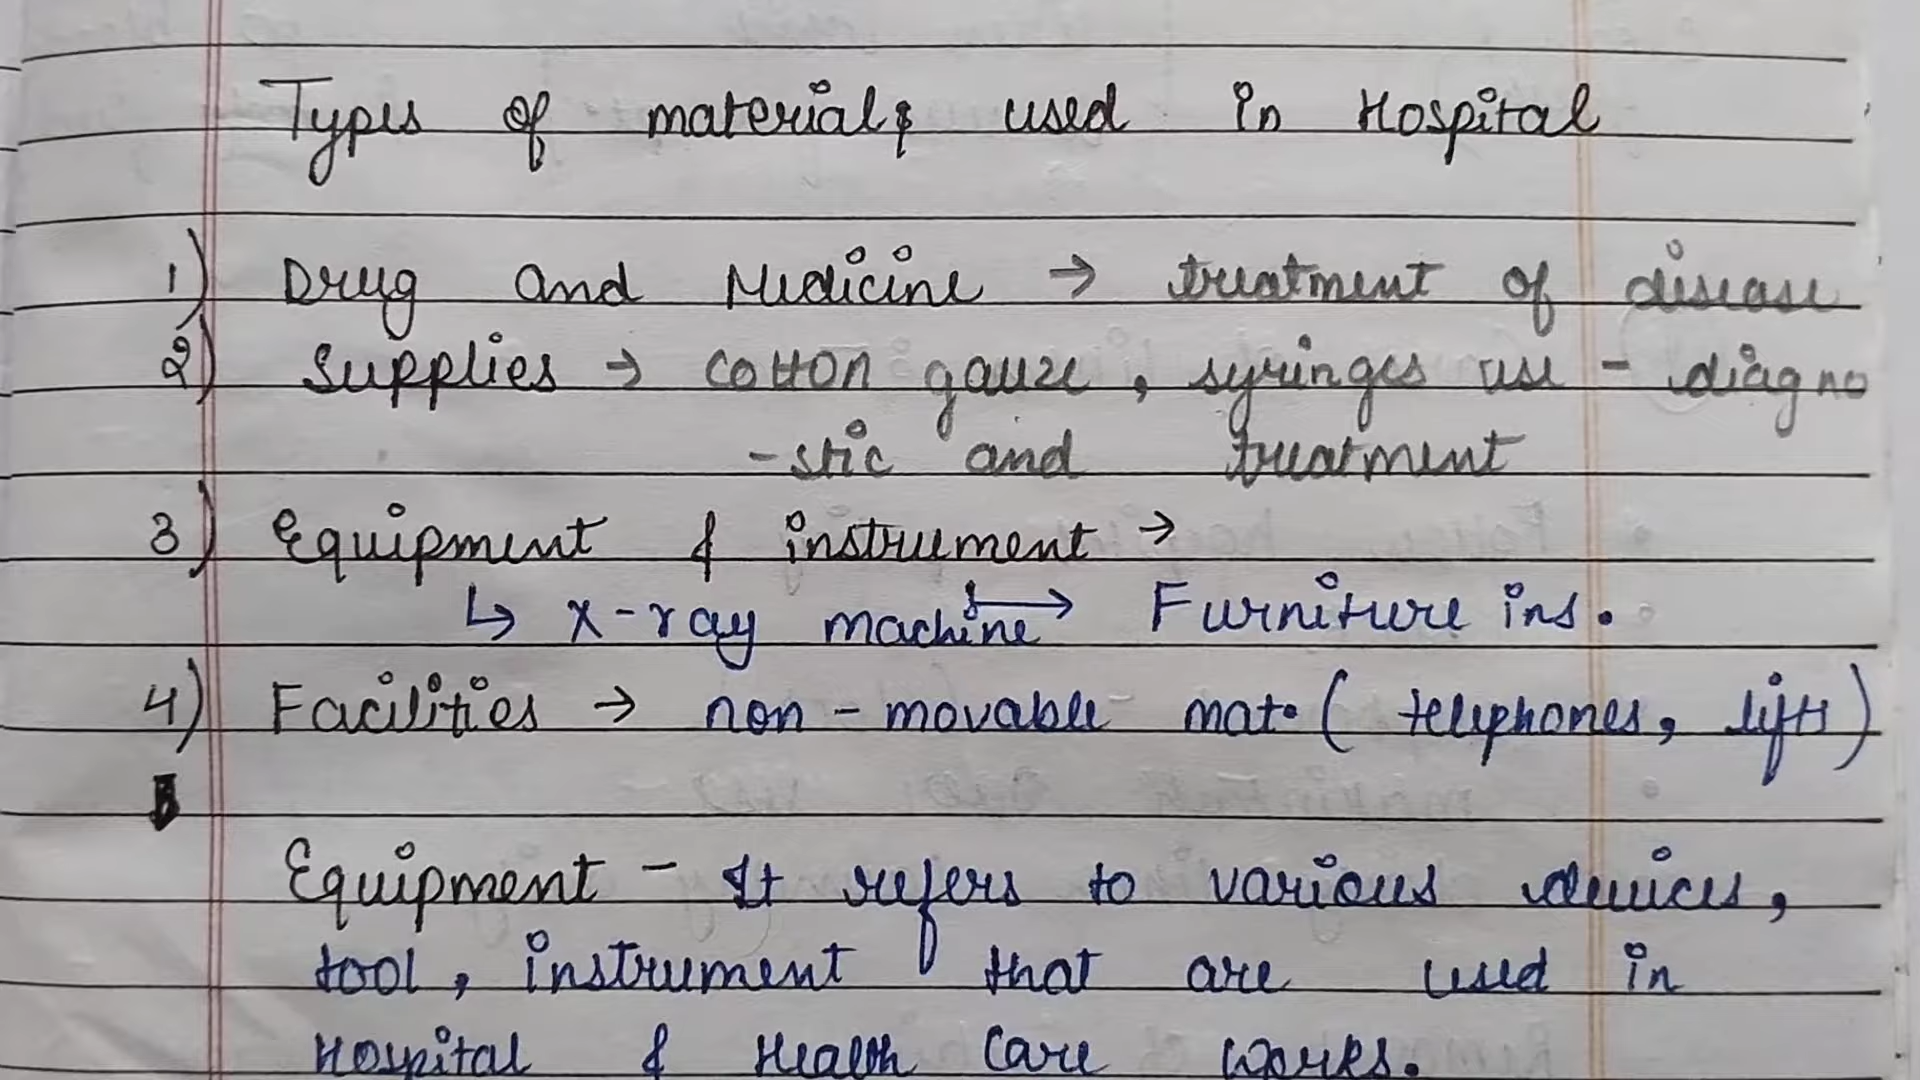 Types of materials used in Hospital
1) Drug and Medicine → treatment of disease
2) Supplies → cotton gauze, syringes use - diagno
-stic and treatment
3) Equipment & instrument →
↳ x-ray machine → Furniture ins.
4) Facilities → non-movable mat. (telephones, lifts)
Equipment - It refers to various devices,
tool, instrument that are used in
Hospital & Health Care works.